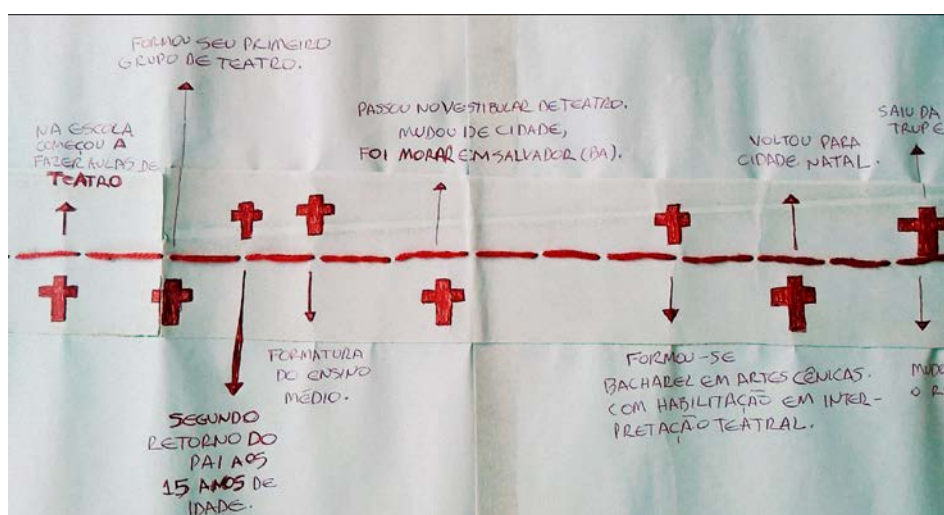 NA ESCOLA
COMEÇOU A
FAZER AULAS DE
TEATRO
FORMOU SEU PRIMEIRO
GRUPO DE TEATRO.
SEGUNDO
RETORNO DO
PAI AOS
15 ANOS DE
IDADE.
FORMATURA
DO ENSINO
MÉDIO.
PASSOU NO VESTIBULAR DE TEATRO.
MUDOU DE CIDADE,
FOI MORAR EM SALVADOR (BA).
FORMOU-SE
BACHAREL EM ARTES CÊNICAS.
COM HABILITAÇÃO EM INTER-
PRETAÇÃO TEATRAL.
VOLTOU PARA
CIDADE NATAL.
SAIU DA
TRUPE
O R